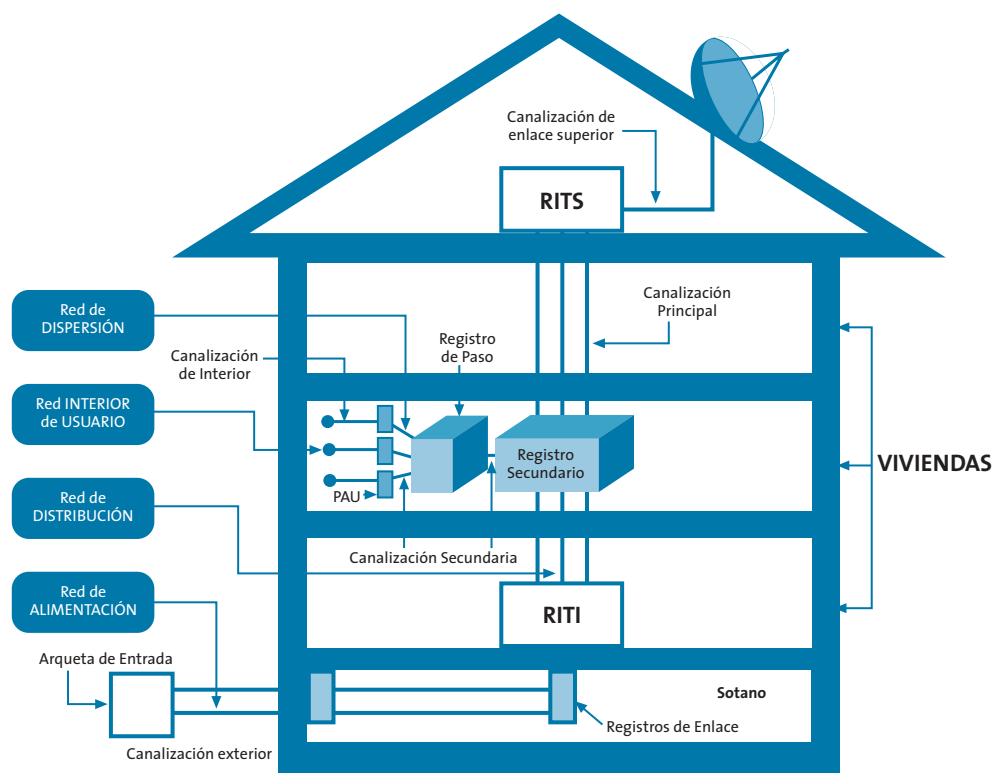 Canalización de
enlace superior
RITS
Red de
DISPERSIÓN
Canalización
Principal
Registro
de Paso
Canalización
de Interior
Red INTERIOR
de USUARIO
Registro
Secundario
VIVIENDAS
PAU
Red de
DISTRIBUCIÓN
Canalización Secundaria
Red de
ALIMENTACIÓN
RITI
Arqueta de Entrada
Sotano
Registros de Enlace
Canalización exterior